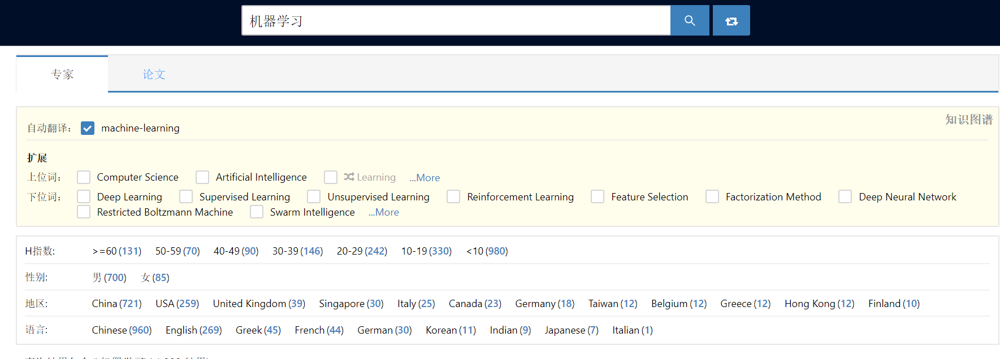 机器学习
专家 论文
知识图谱
自动翻译： machine-learning
扩展
上位词： Computer Science Artificial Intelligence Learning ...More
下位词： Deep Learning Supervised Learning Unsupervised Learning Reinforcement Learning Feature Selection Factorization Method Deep Neural Network
Restricted Boltzmann Machine Swarm Intelligence ...More
H指数: >=60 (131) 50-59 (70) 40-49 (90) 30-39 (146) 20-29 (242) 10-19 (330) <10 (980)
性别: 男 (700) 女 (85)
地区: China (721) USA (259) United Kingdom (39) Singapore (30) Italy (25) Canada (23) Germany (18) Taiwan (12) Belgium (12) Greece (12) Hong Kong (12) Finland (10)
语言: Chinese (960) English (269) Greek (45) French (44) German (30) Korean (11) Indian (9) Japanese (7) Italian (1)